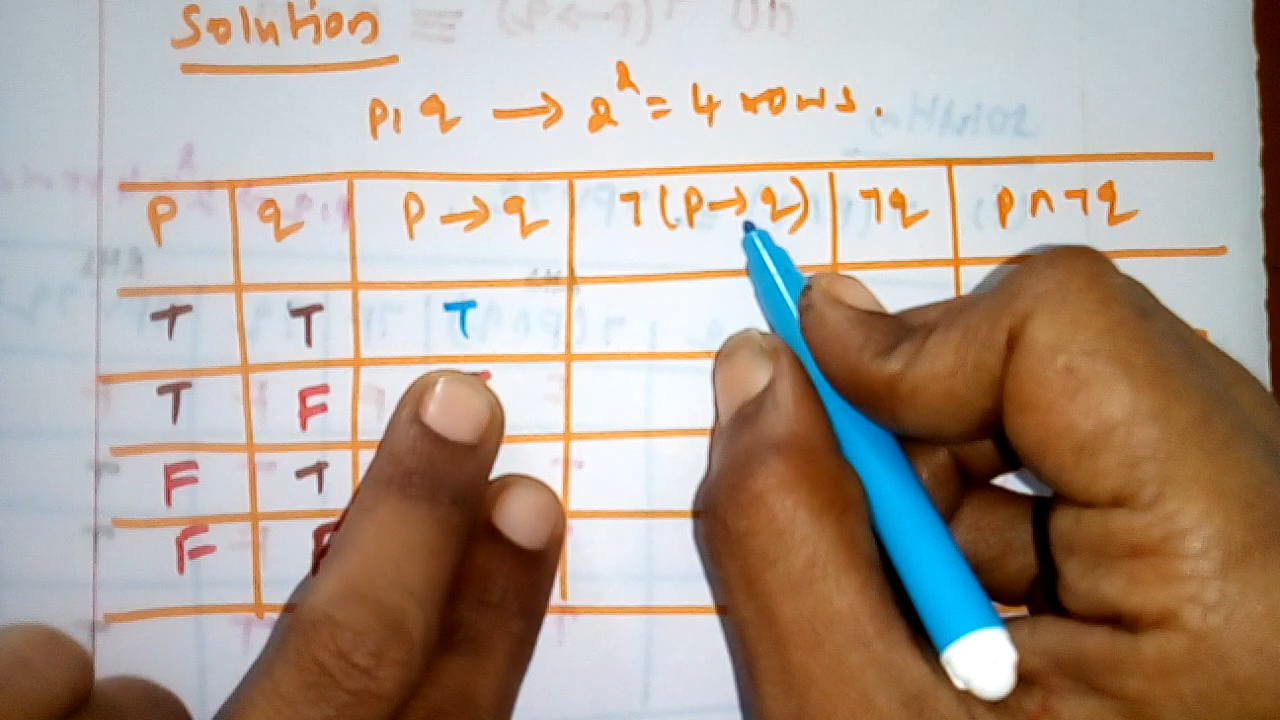 Solution
P, q → 2² = 4 rows.
P q P → q ¬(P → q) ¬q P ∧ ¬q
T T T
T F
F T
F